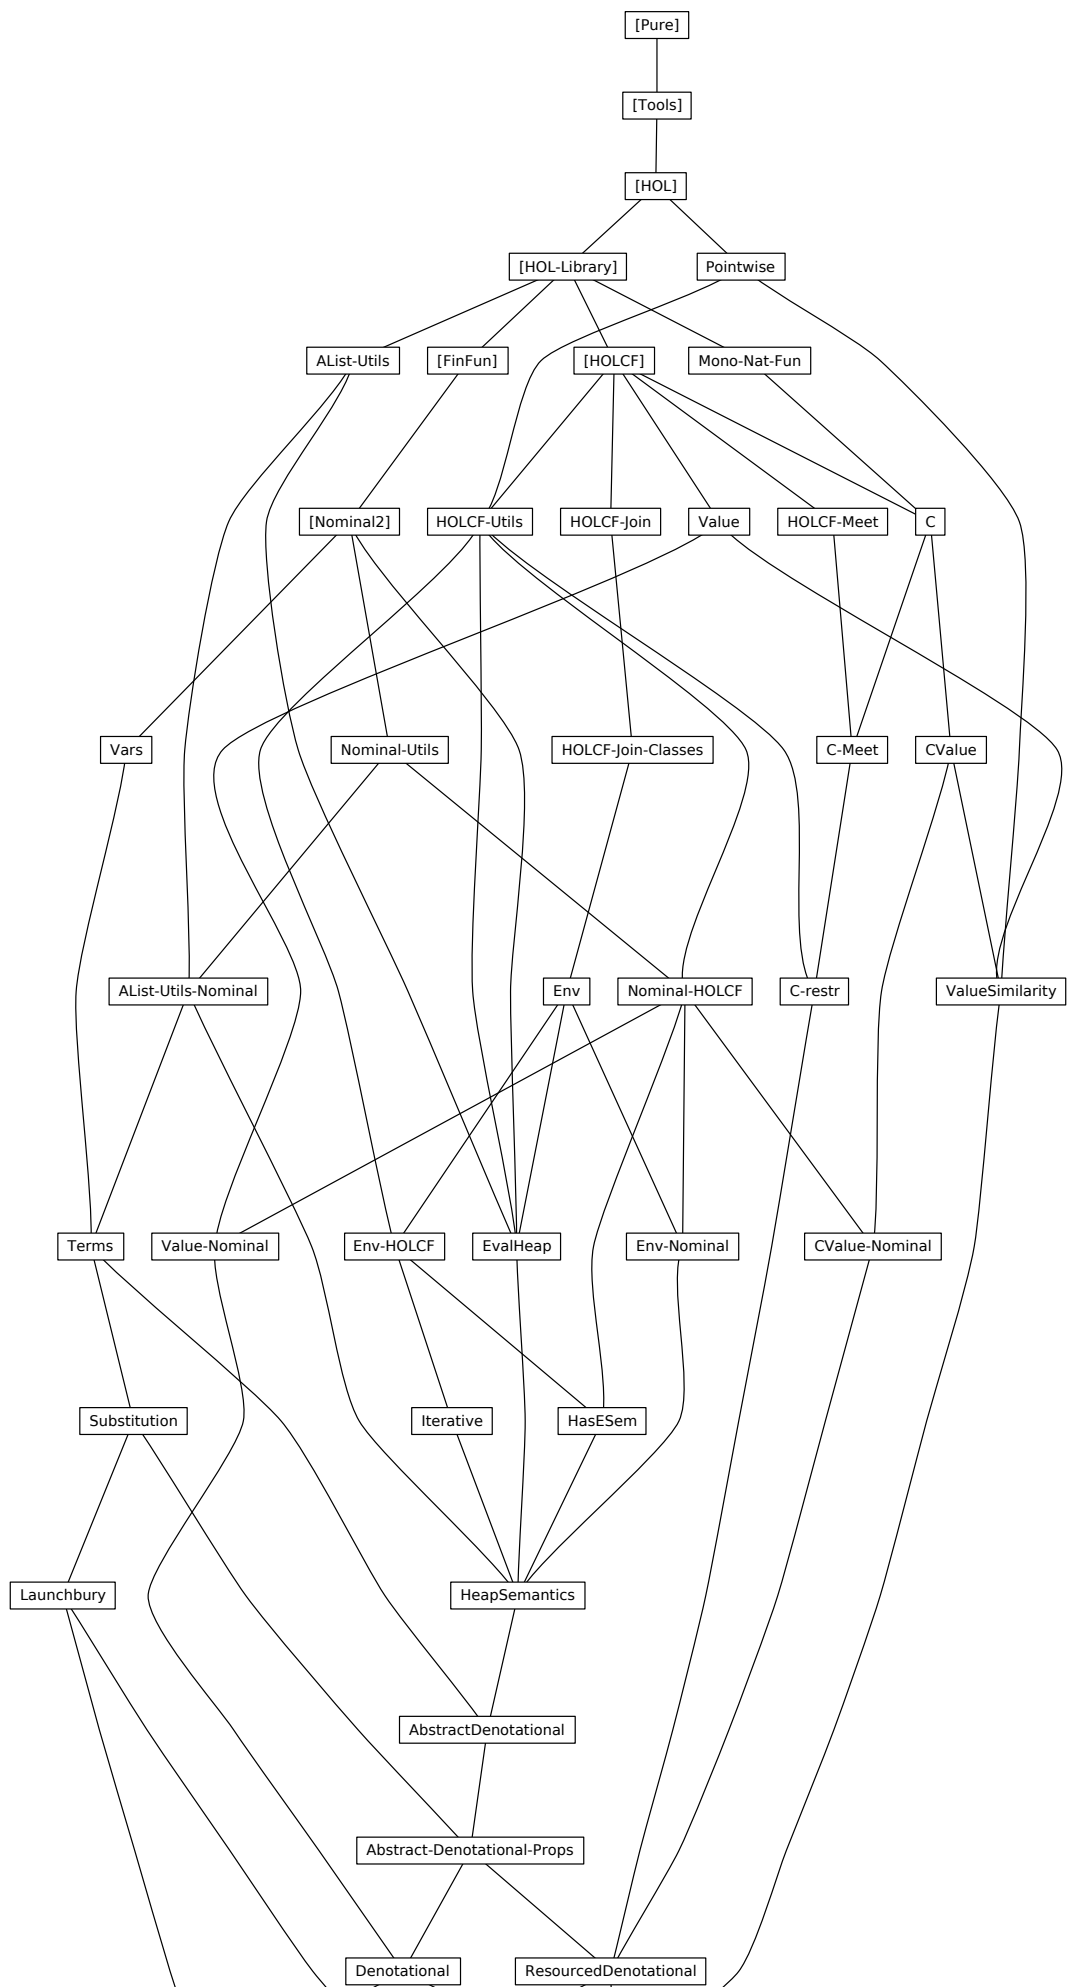 [Pure]
[Tools]
[HOL]
[HOL-Library]
Pointwise
AList-Utils
[FinFun]
[HOLCF]
Mono-Nat-Fun
[Nominal2]
HOLCF-Utils
HOLCF-Join
Value
HOLCF-Meet
C
Vars
Nominal-Utils
HOLCF-Join-Classes
C-Meet
CValue
AList-Utils-Nominal
Env
Nominal-HOLCF
C-restr
ValueSimilarity
Terms
Value-Nominal
Env-HOLCF
EvalHeap
Env-Nominal
CValue-Nominal
Substitution
Iterative
HasESem
Launchbury
HeapSemantics
AbstractDenotational
Abstract-Denotational-Props
Denotational
ResourcedDenotational